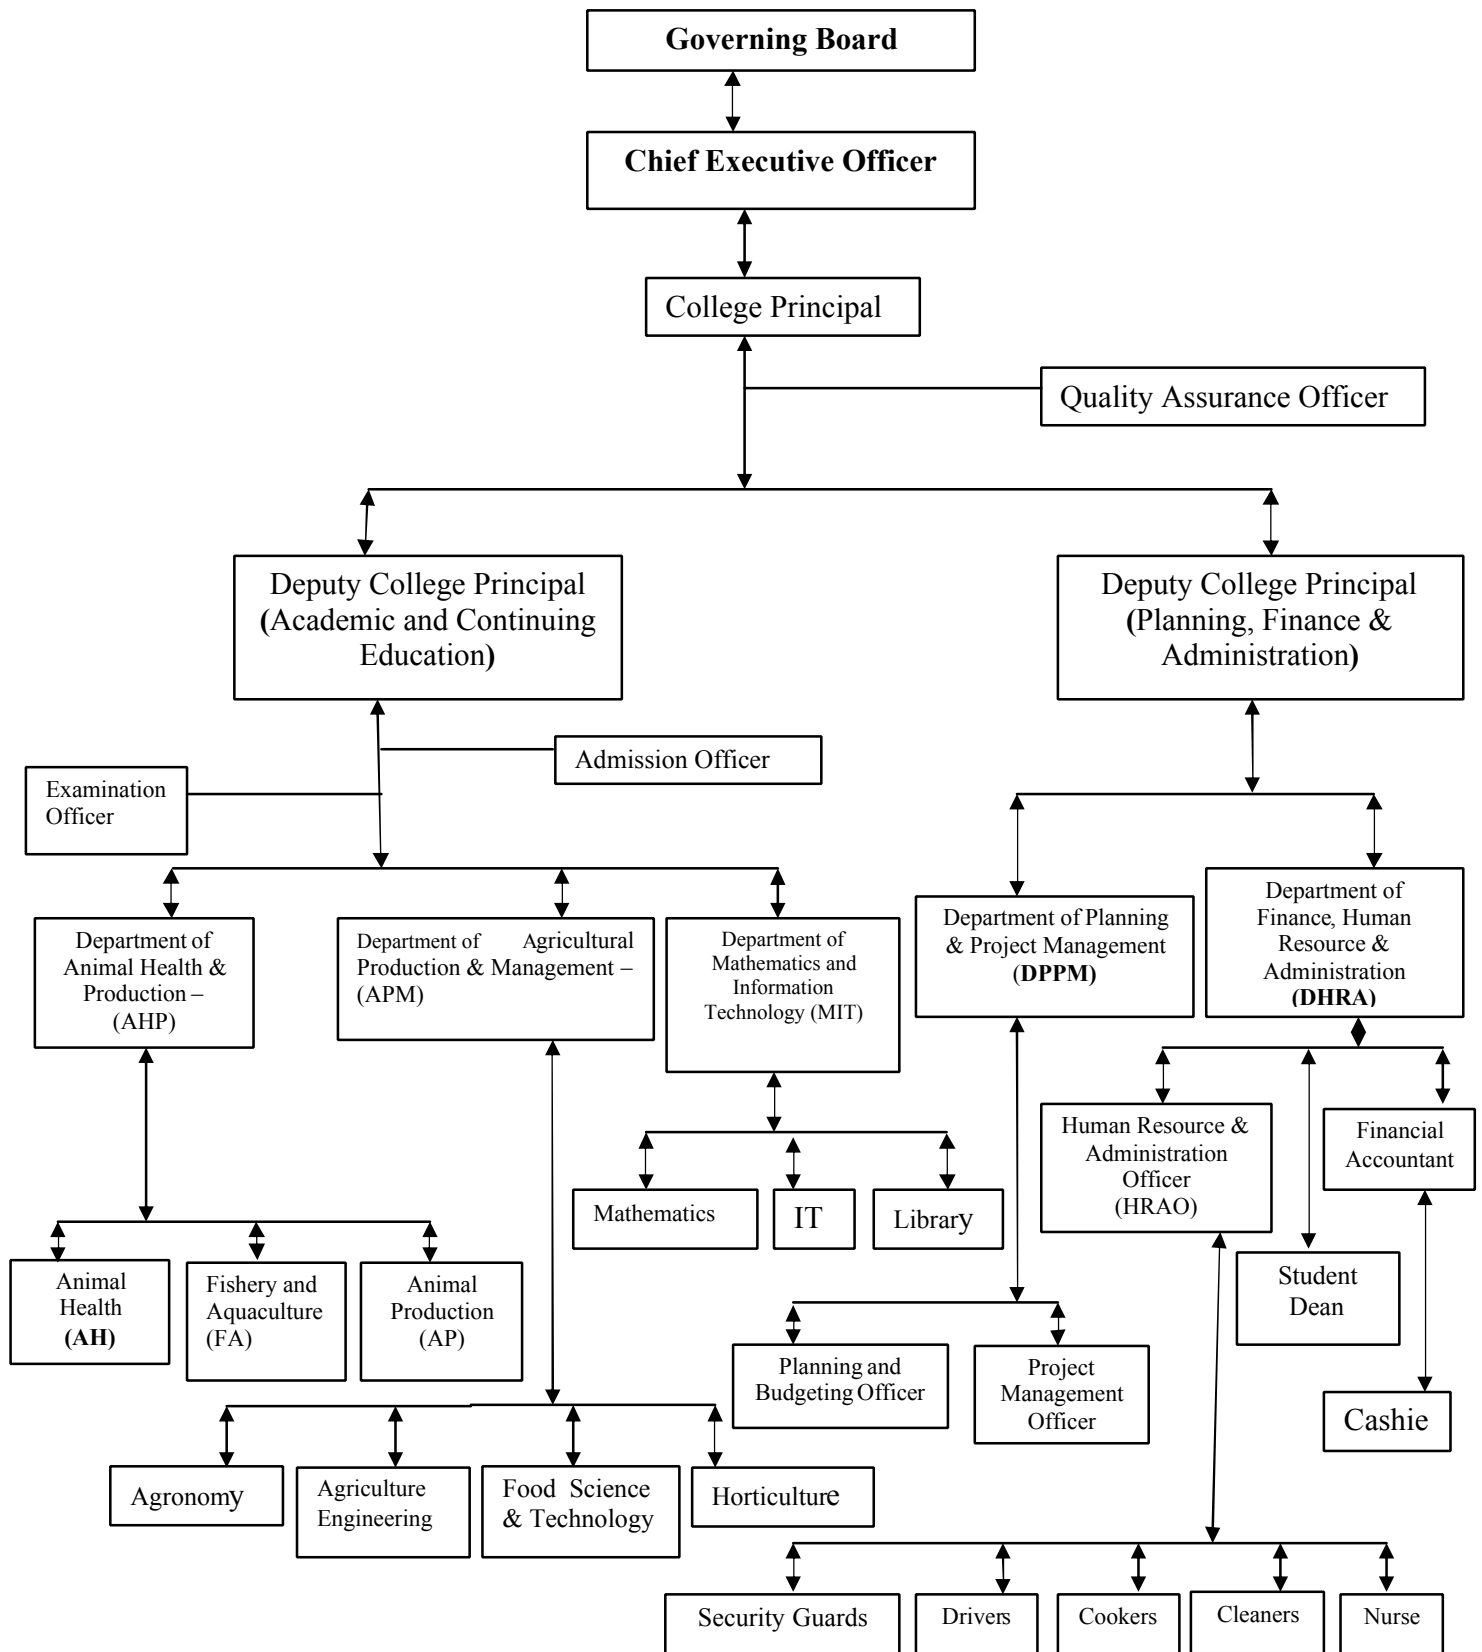 Governing Board
Chief Executive Officer
College Principal
Quality Assurance Officer
Deputy College Principal
(Academic and Continuing
Education)
Deputy College Principal
(Planning, Finance &
Administration)
Admission Officer
Examination
Officer
Department of
Animal Health &
Production –
(AHP)
Department of Agricultural
Production & Management –
(APM)
Department of
Mathematics and
Information
Technology (MIT)
Department of Planning
& Project Management
(DPPM)
Department of
Finance, Human
Resource &
Administration
(DHRA)
Human Resource &
Administration
Officer
(HRAO)
Financial
Accountant
Mathematics
IT
Library
Student
Dean
Animal
Health
(AH)
Fishery and
Aquaculture
(FA)
Animal
Production
(AP)
Planning and
Budgeting Officer
Project
Management
Officer
Cashie
Agronomy
Agriculture
Engineering
Food Science
& Technology
Horticulture
Security Guards
Drivers
Cookers
Cleaners
Nurse